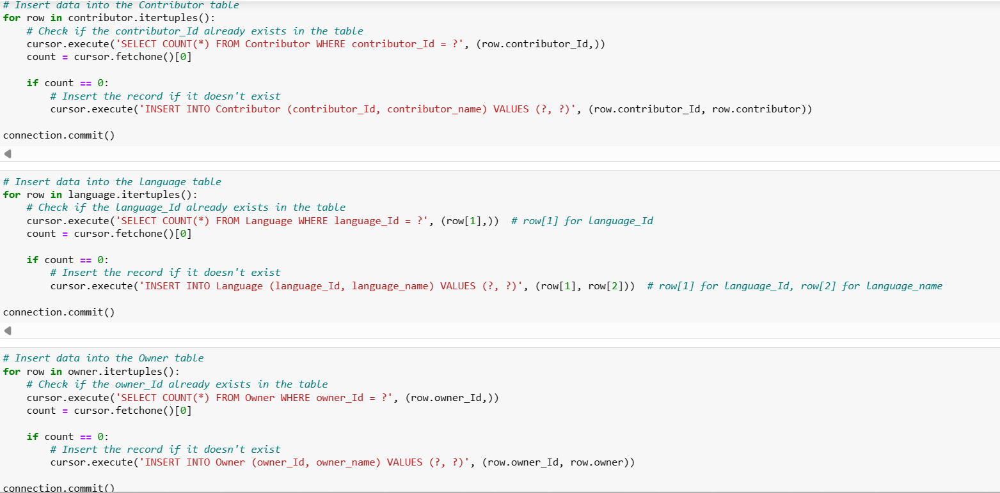 # Insert data into the Contributor table
for row in contributor.itertuples():
    # Check if the contributor_Id already exists in the table
    cursor.execute('SELECT COUNT(*) FROM Contributor WHERE contributor_Id = ?', (row.contributor_Id,))
    count = cursor.fetchone()[0]

    if count == 0:
        # Insert the record if it doesn't exist
        cursor.execute('INSERT INTO Contributor (contributor_Id, contributor_name) VALUES (?, ?)', (row.contributor_Id, row.contributor))

connection.commit()

# Insert data into the language table
for row in language.itertuples():
    # Check if the language_Id already exists in the table
    cursor.execute('SELECT COUNT(*) FROM Language WHERE language_Id = ?', (row[1],))  # row[1] for language_Id
    count = cursor.fetchone()[0]

    if count == 0:
        # Insert the record if it doesn't exist
        cursor.execute('INSERT INTO Language (language_Id, language_name) VALUES (?, ?)', (row[1], row[2]))  # row[1] for language_Id, row[2] for language_name

connection.commit()

# Insert data into the Owner table
for row in owner.itertuples():
    # Check if the owner_Id already exists in the table
    cursor.execute('SELECT COUNT(*) FROM Owner WHERE owner_Id = ?', (row.owner_Id,))
    count = cursor.fetchone()[0]

    if count == 0:
        # Insert the record if it doesn't exist
        cursor.execute('INSERT INTO Owner (owner_Id, owner_name) VALUES (?, ?)', (row.owner_Id, row.owner))

connection.commit()